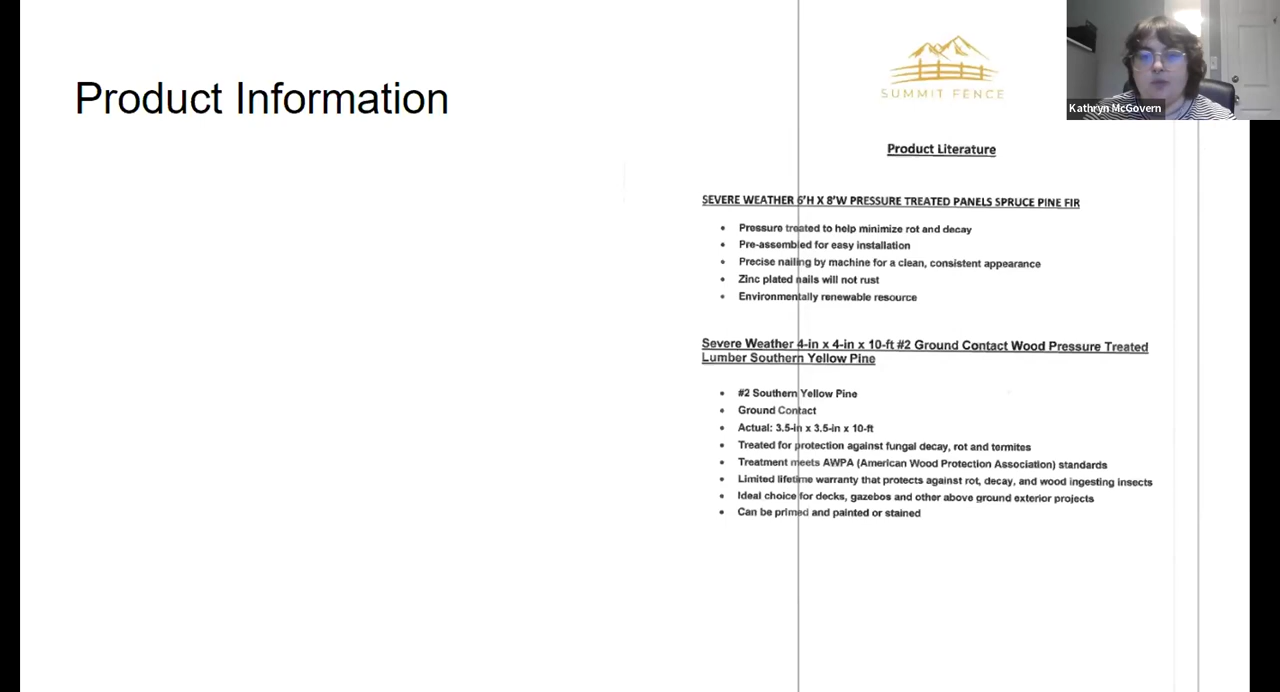 Product Information
SUMMIT FENCE
Kathryn McGovern
Product Literature
SEVERE WEATHER 6'H X 8'W PRESSURE TREATED PANELS SPRUCE PINE FIR
• Pressure treated to help minimize rot and decay
• Pre-assembled for easy installation
• Precise nailing by machine for a clean, consistent appearance
• Zinc plated nails will not rust
• Environmentally renewable resource
Severe Weather 4-in x 4-in x 10-ft #2 Ground Contact Wood Pressure Treated
Lumber Southern Yellow Pine
• #2 Southern Yellow Pine
• Ground Contact
• Actual: 3.5-in x 3.5-in x 10-ft
• Treated for protection against fungal decay, rot and termites
• Treatment meets AWPA (American Wood Protection Association) standards
• Limited lifetime warranty that protects against rot, decay, and wood ingesting insects
• Ideal choice for decks, gazebos and other above ground exterior projects
• Can be primed and painted or stained